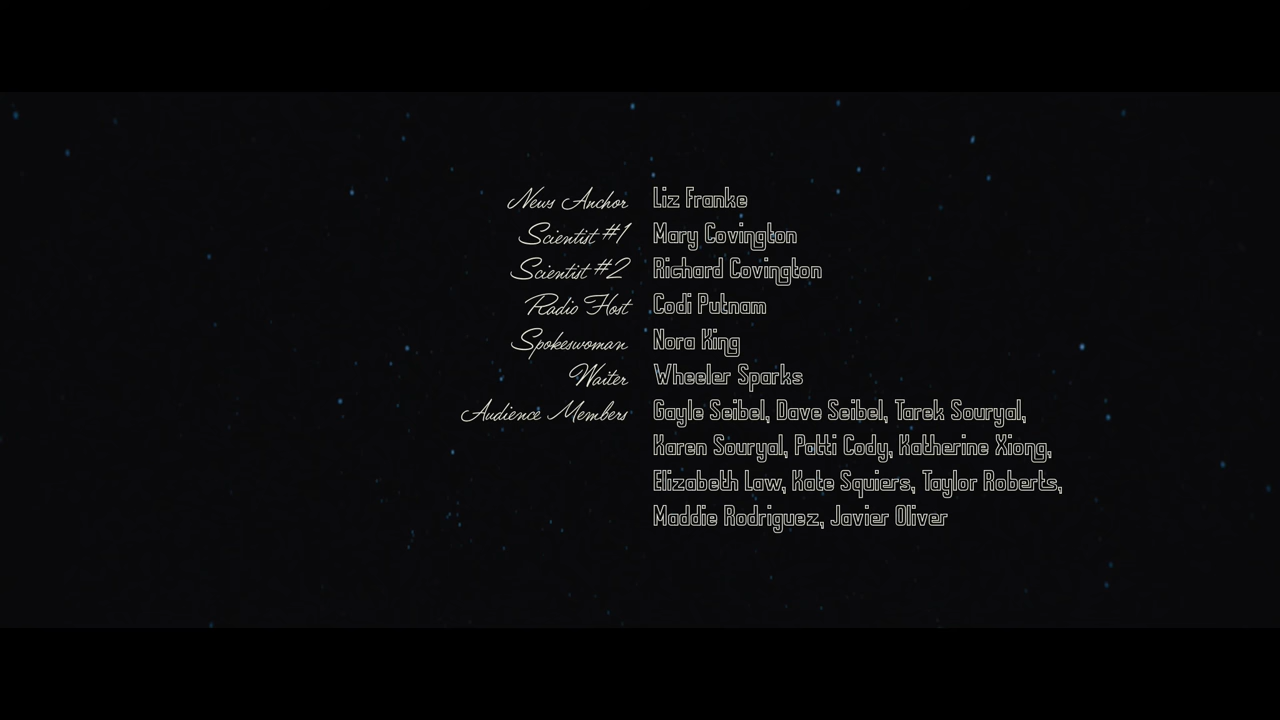 News Anchor Liz Franke
Scientist #1 Mary Covington
Scientist #2 Richard Covington
Radio Host Codi Putnam
Spokeswoman Nora King
Waiter Wheeler Sparks
Audience Members Gayle Seibel, Dave Seibel, Tarek Souryal,
Karen Souryal, Patti Cody, Katherine Xiong,
Elizabeth Law, Kate Squiers, Taylor Roberts,
Maddie Rodriguez, Javier Oliver